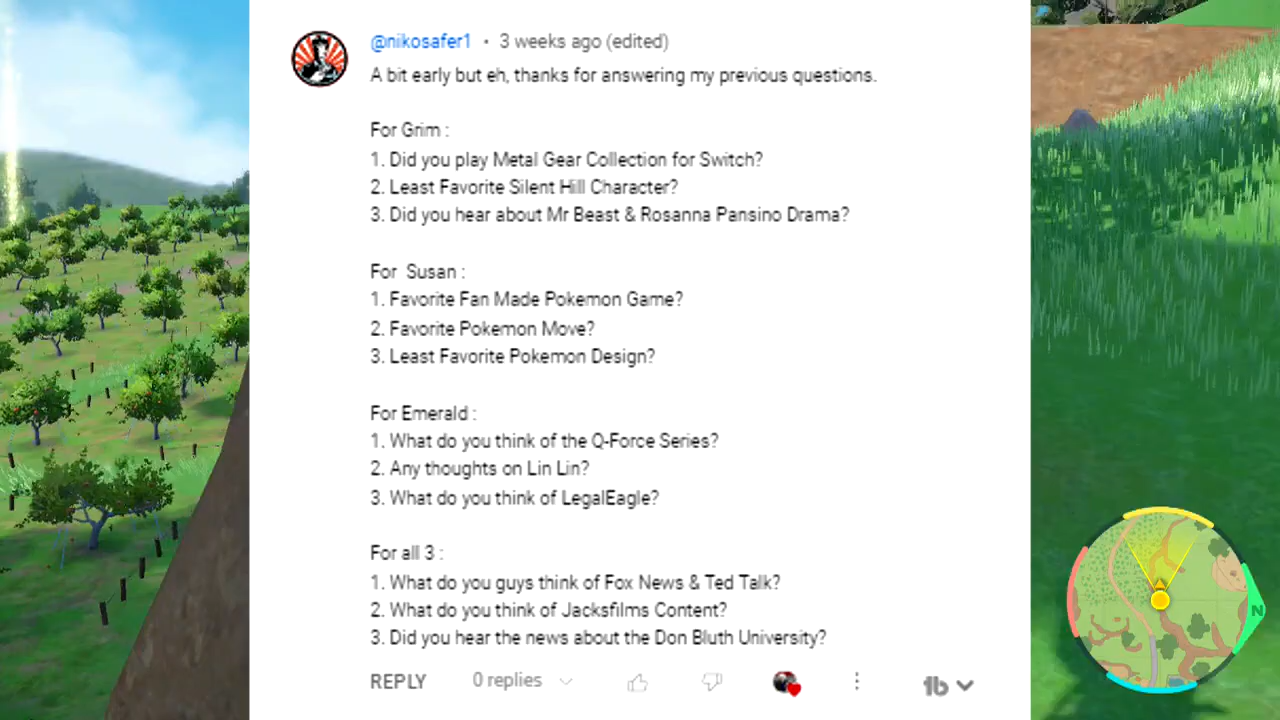 @nikosafer1 • 3 weeks ago (edited)
A bit early but eh, thanks for answering my previous questions.
For Grim :
1. Did you play Metal Gear Collection for Switch?
2. Least Favorite Silent Hill Character?
3. Did you hear about Mr Beast & Rosanna Pansino Drama?
For Susan :
1. Favorite Fan Made Pokemon Game?
2. Favorite Pokemon Move?
3. Least Favorite Pokemon Design?
For Emerald :
1. What do you think of the Q-Force Series?
2. Any thoughts on Lin Lin?
3. What do you think of LegalEagle?
For all 3 :
1. What do you guys think of Fox News & Ted Talk?
2. What do you think of Jacksfilms Content?
3. Did you hear the news about the Don Bluth University?
REPLY 0 replies
N